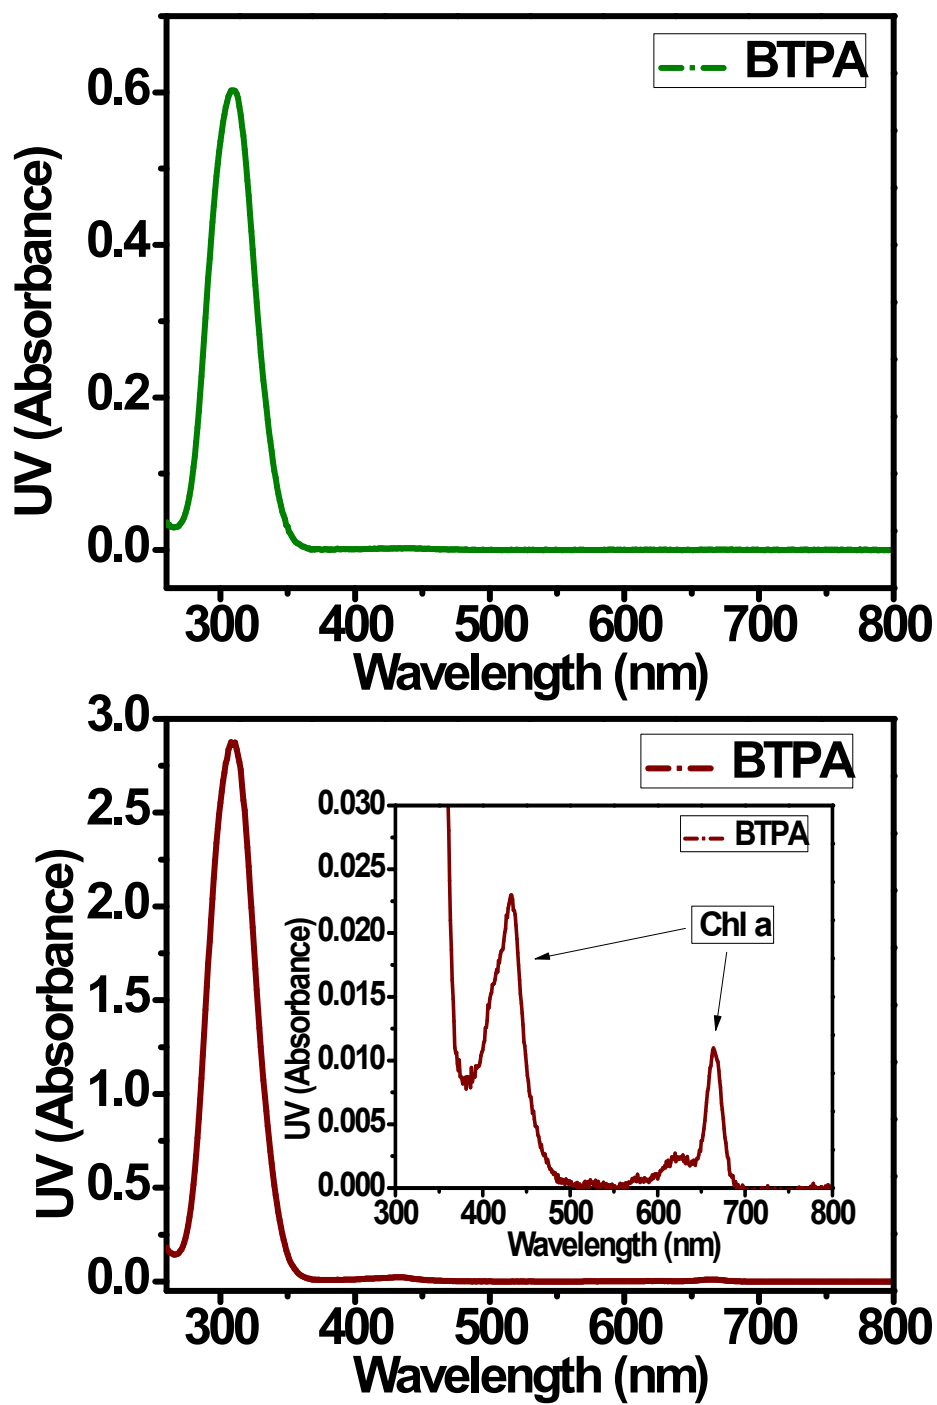 BTPA
UV (Absorbance)
0.6
0.4
0.2
0.0
300 400 500 600 700 800
Wavelength (nm)
BTPA
UV (Absorbance)
3.0
2.5
2.0
1.5
1.0
0.5
0.0
BTPA
Chl a
UV (Absorbance)
0.030
0.025
0.020
0.015
0.010
0.005
0.000
300 400 500 600 700 800
Wavelength (nm)
300 400 500 600 700 800
Wavelength (nm)